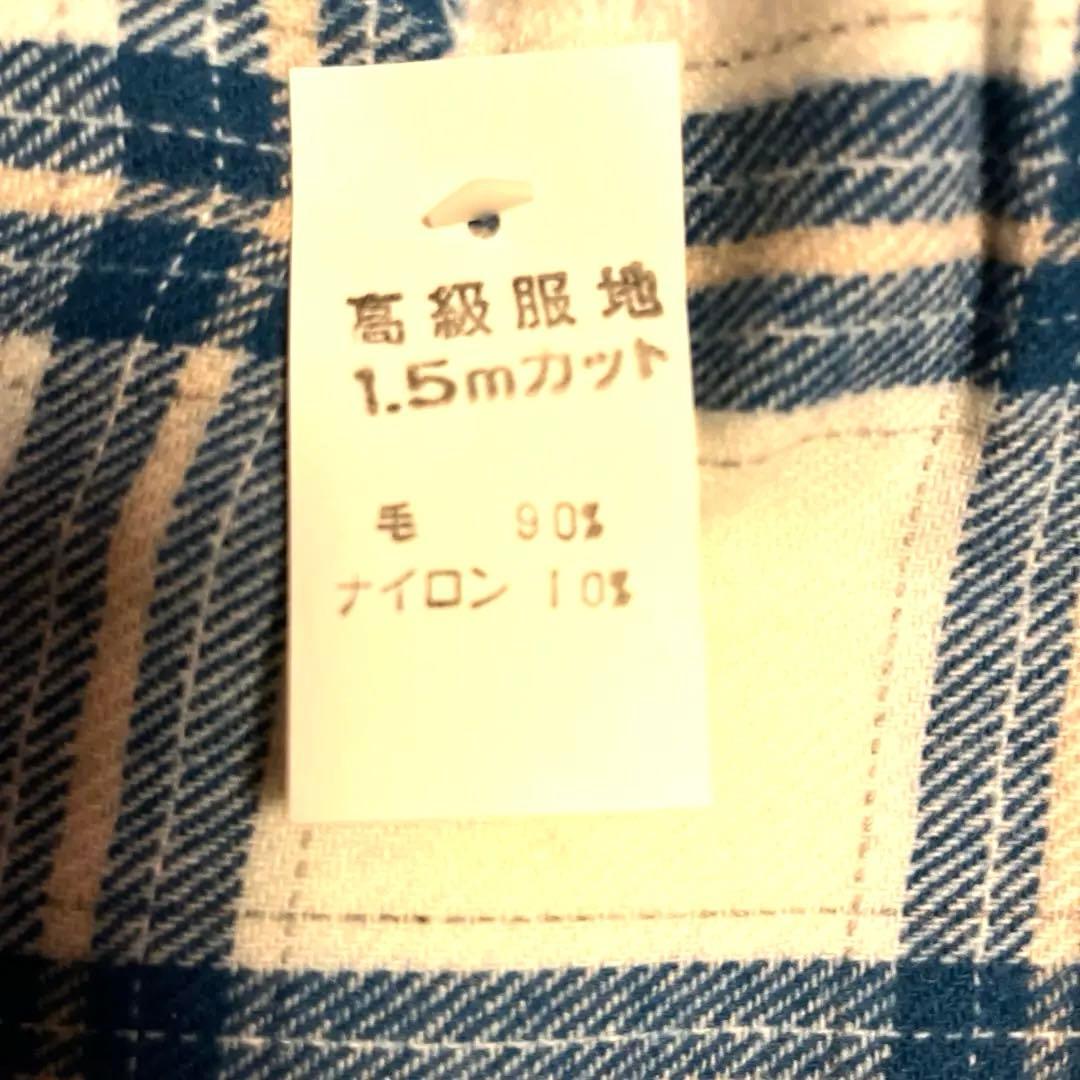 高級服地
1.5mカット
毛 90%
ナイロン 10%